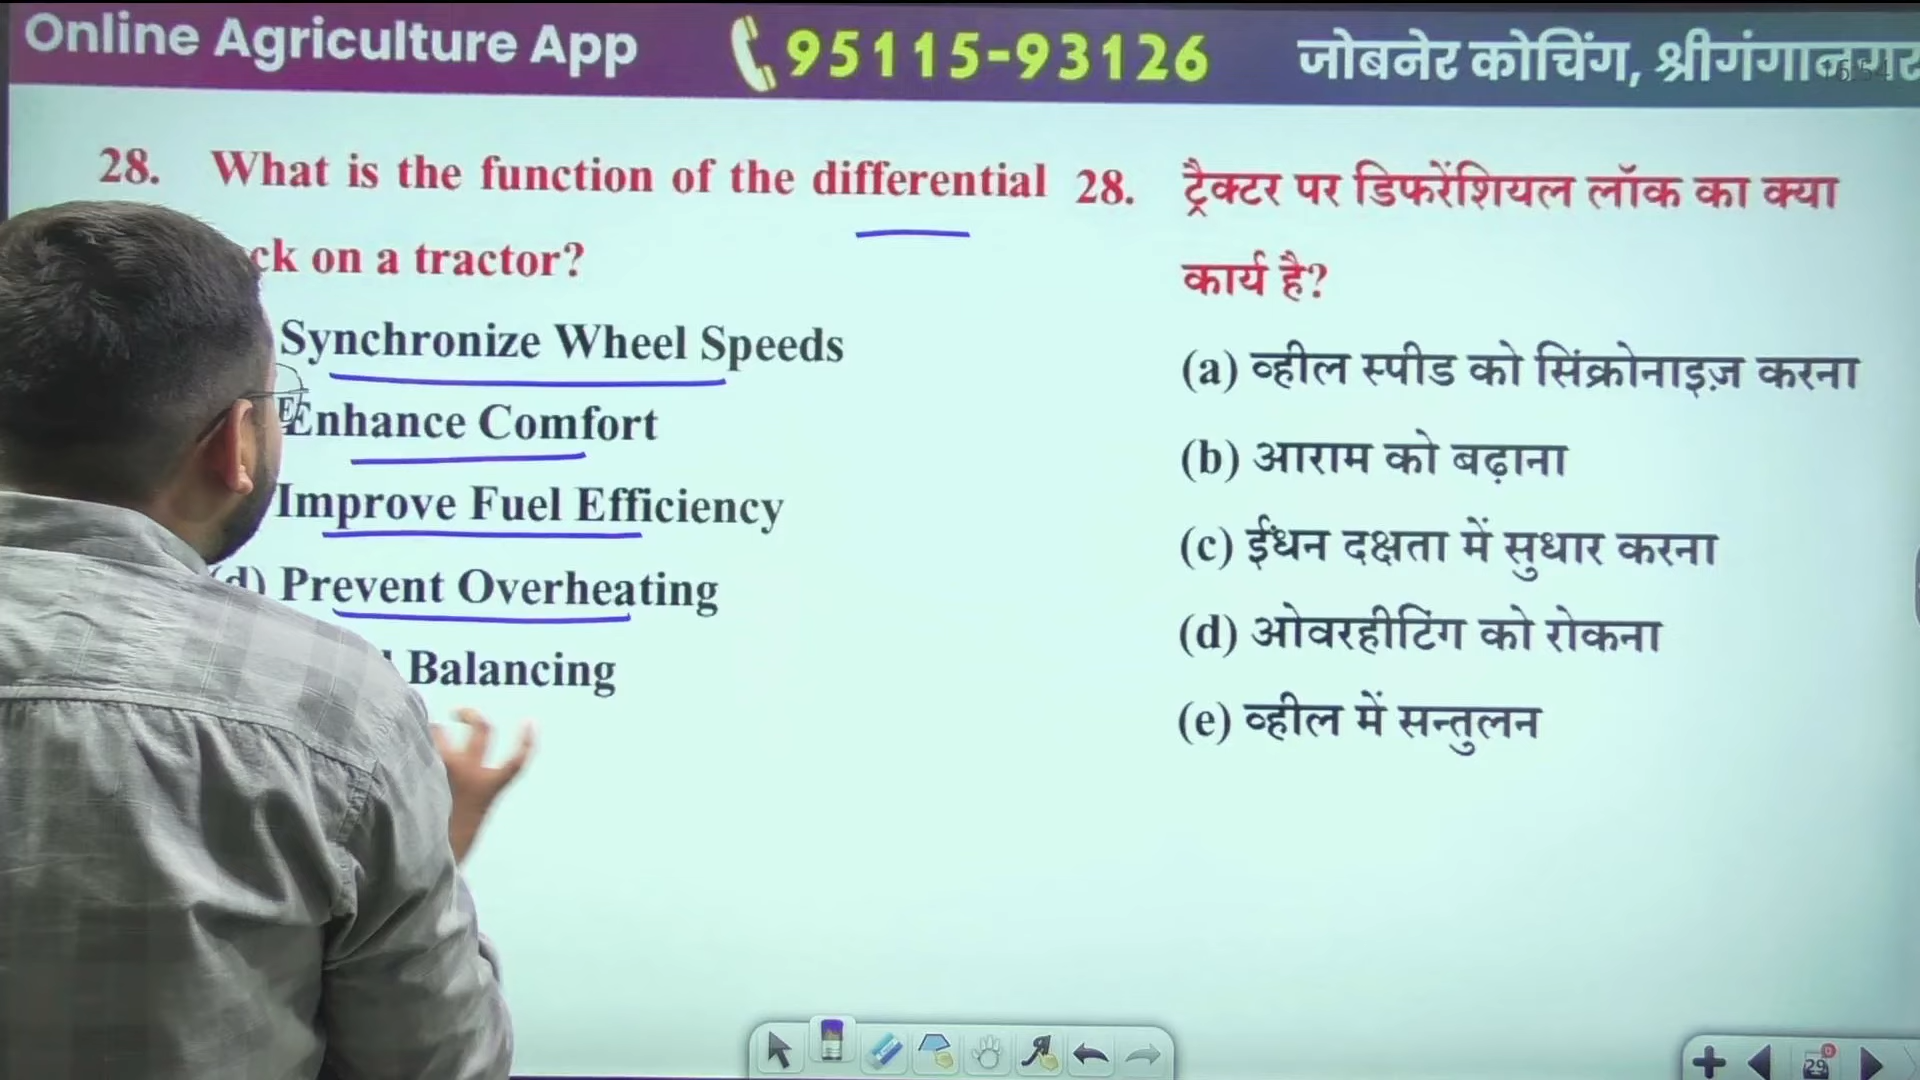 Online Agriculture App 95115-93126 जोबनेर कोचिंग, श्रीगंगानगर
28. What is the function of the differential
ck on a tractor?
Synchronize Wheel Speeds
Enhance Comfort
Improve Fuel Efficiency
(d) Prevent Overheating
Balancing
28. ट्रैक्टर पर डिफरेंशियल लॉक का क्या
कार्य है?
(a) व्हील स्पीड को सिंक्रोनाइज़ करना
(b) आराम को बढ़ाना
(c) ईंधन दक्षता में सुधार करना
(d) ओवरहीटिंग को रोकना
(e) व्हील में सन्तुलन
29